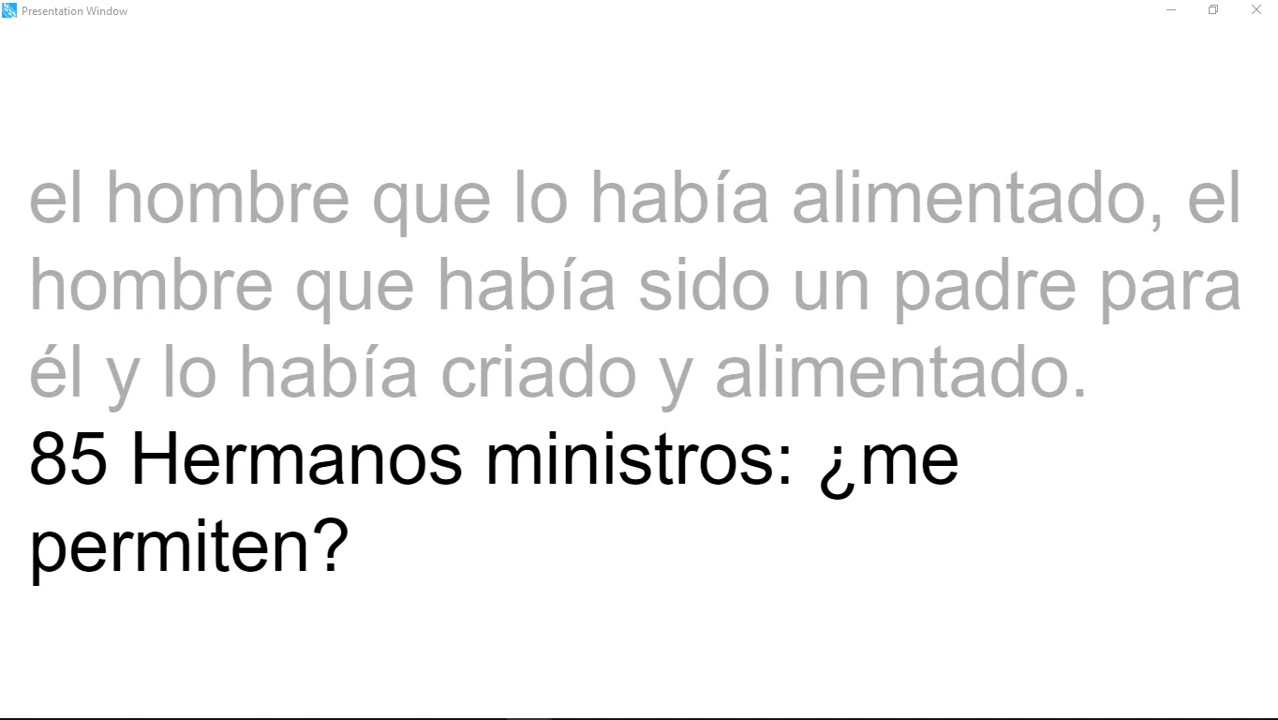 Presentation Window
el hombre que lo había alimentado, el
hombre que había sido un padre para
él y lo había criado y alimentado.
85 Hermanos ministros: ¿me
permiten?